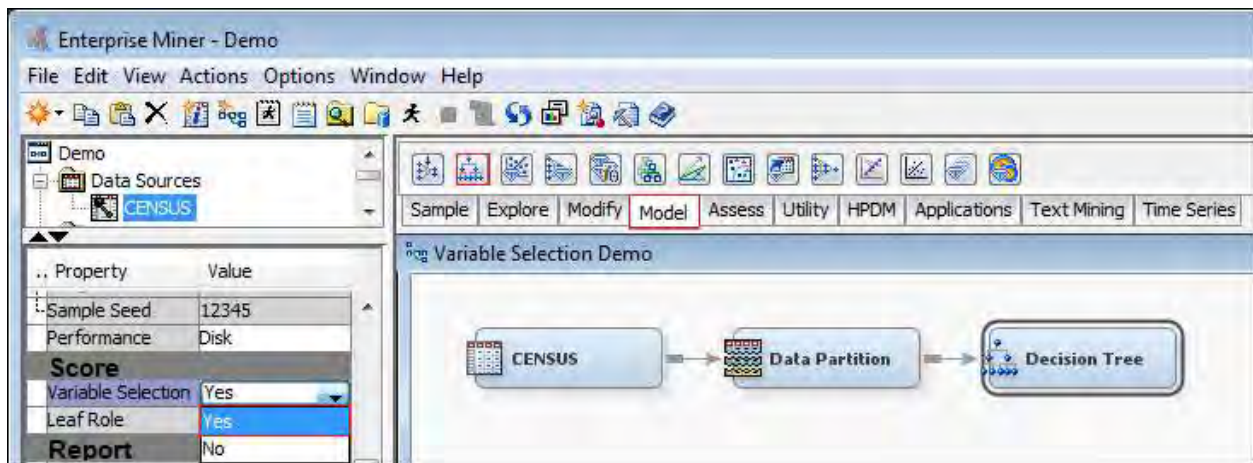 Enterprise Miner - Demo
File Edit View Actions Options Window Help
Demo
Data Sources
CENSUS
.. Property Value
Sample Seed 12345
Performance Disk
Score
Variable Selection Yes
Leaf Role Yes
Report No
Sample Explore Modify Model Assess Utility HPDM Applications Text Mining Time Series
Variable Selection Demo
CENSUS
Data Partition
Decision Tree